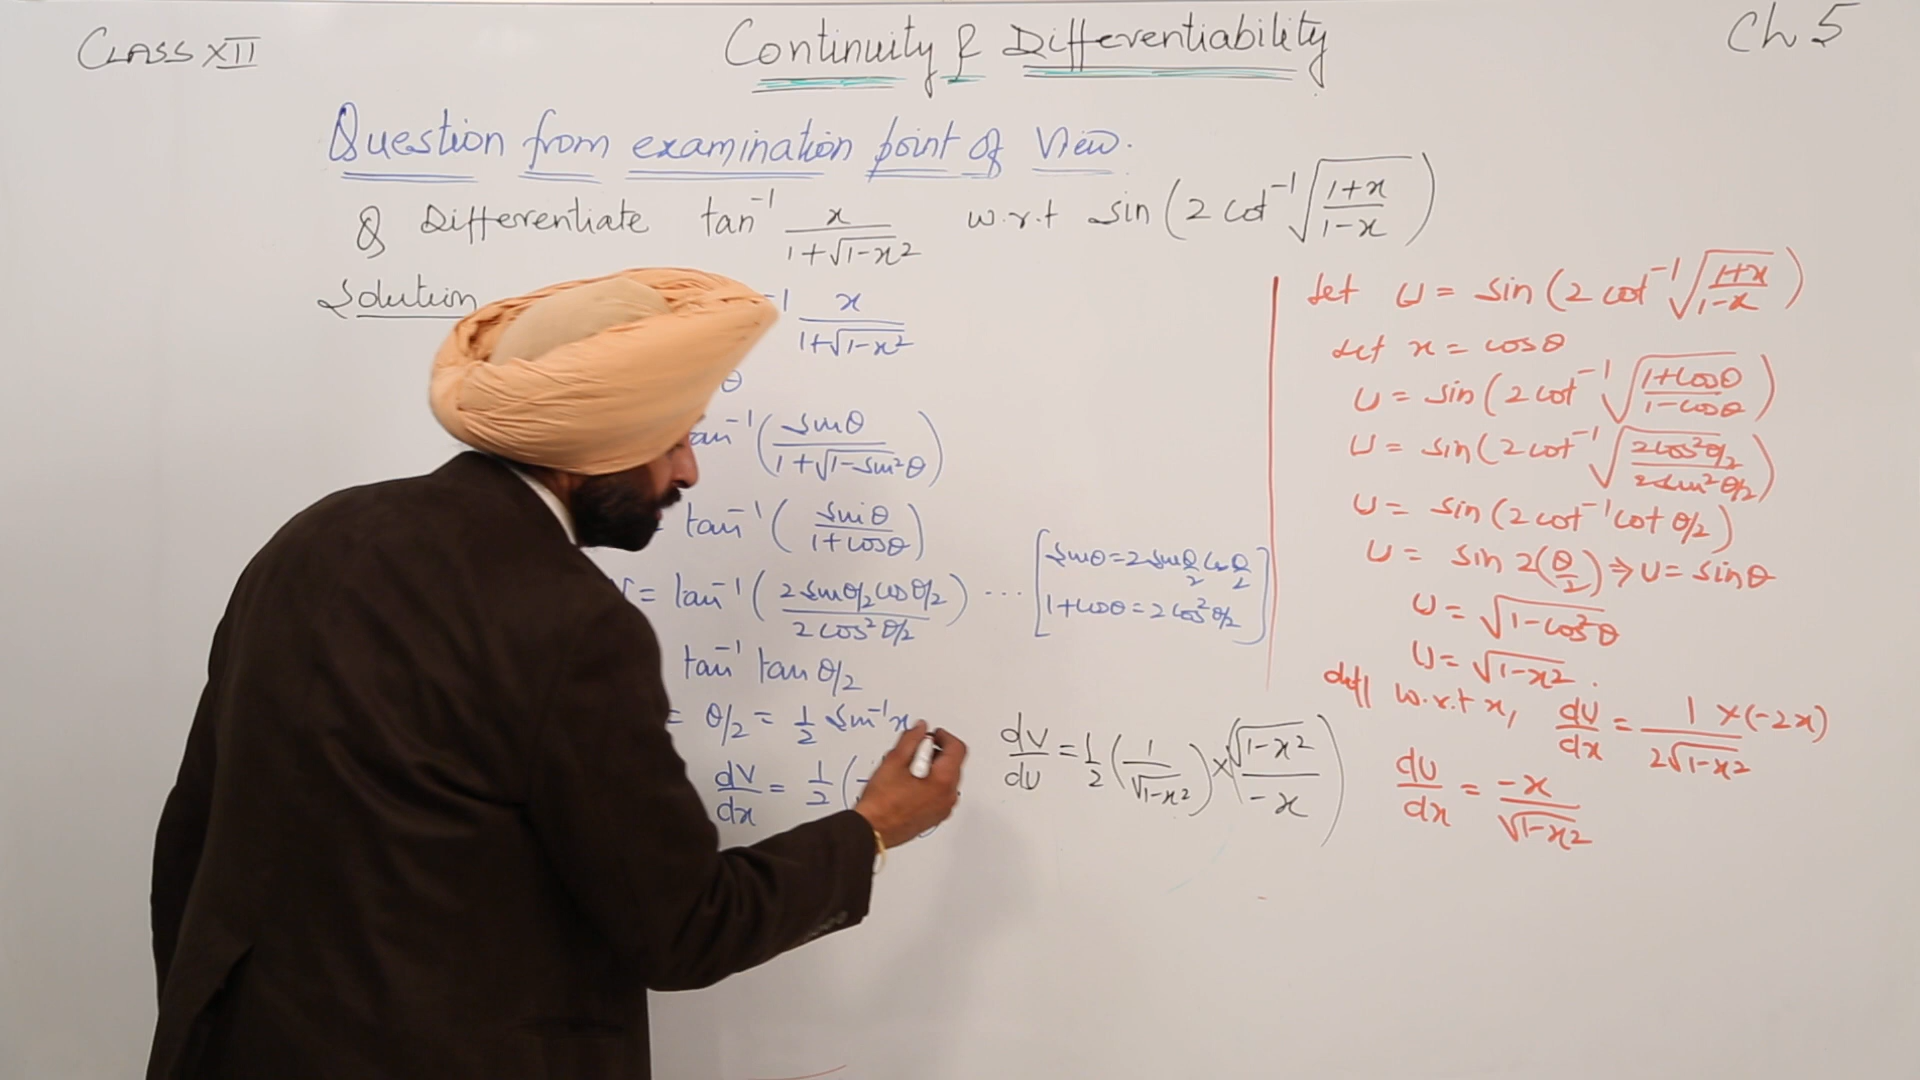 CLASS XII
Continuity & Differentiability
Ch 5
Question from examination point of View.
Q Differentiate tan⁻¹ x/(1+√(1-x²)) w.r.t sin(2 cot⁻¹ √((1+x)/(1-x)))
Solution
⁻¹ x/(1+√(1-x²))
θ
tan⁻¹(sinθ/(1+√(1-sin²θ)))
= tan⁻¹(sinθ/(1+cosθ))
V = tan⁻¹(2 sinθ/2 cosθ/2 / 2 cos²θ/2) ... [sinθ = 2 sin θ/2 cos θ/2
1+cosθ = 2 cos²θ/2]
tan⁻¹ tan θ/2
= θ/2 = 1/2 sin⁻¹x
dV/dx = 1/2 (
dV/dU = 1/2 (1/√(1-x²)) × (√(1-x²)/-x)
Let U = sin(2 cot⁻¹ √((1+x)/(1-x)))
Let x = cosθ
U = sin(2 cot⁻¹ √((1+cosθ)/(1-cosθ)))
U = sin(2 cot⁻¹ √(2cos²θ/2 / 2sin²θ/2))
U = sin(2 cot⁻¹ cot θ/2)
U = sin 2(θ/2) ⇒ U = sinθ
U = √(1-cos²θ)
U = √(1-x²).
diff w.r.t x, dU/dx = 1/(2√(1-x²)) × (-2x)
dU/dx = -x/√(1-x²)